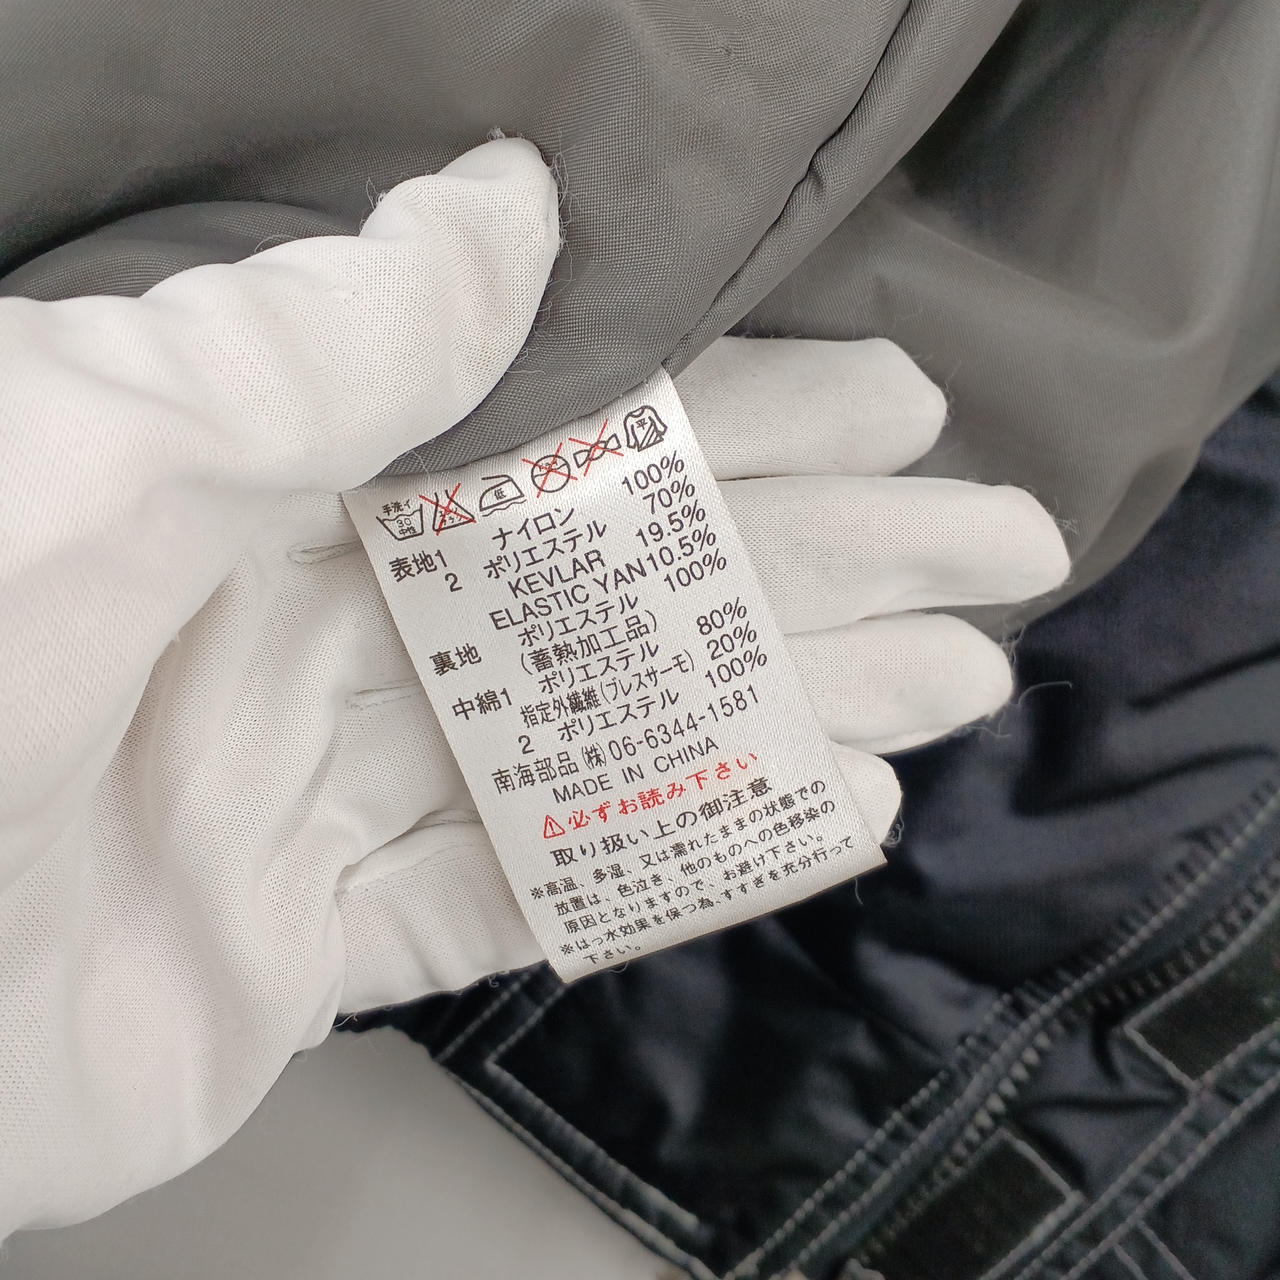 手洗イ
30
中性
低
平
表地1 ナイロン 100%
2 ポリエステル 70%
KEVLAR 19.5%
ELASTIC YAN 10.5%
裏地 ポリエステル 100%
(蓄熱加工品)
中綿1 ポリエステル 80%
指定外繊維(ブレスサーモ) 20%
2 ポリエステル 100%
南海部品(株) 06-6344-1581
MADE IN CHINA
必ずお読み下さい
取り扱い上の御注意
※高温、多湿、又は濡れたままの状態での
放置は、色泣き、他のものへの色移染の
原因となりますので、お避け下さい。
※はっ水効果を保つ為、すすぎを充分行って
下さい。